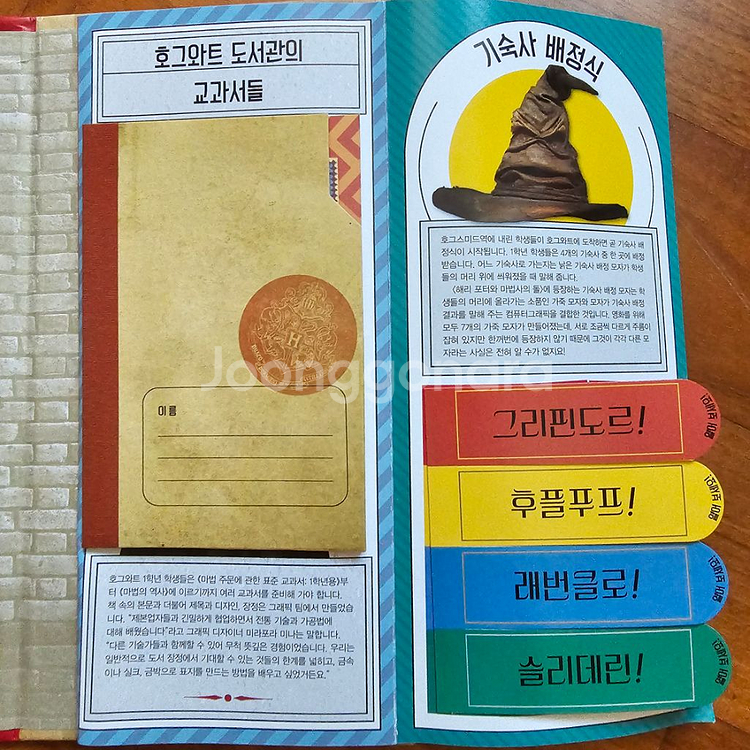 호그와트 도서관의
교과서들
이름
호그와트 1학년 학생들은 《마법 주문에 관한 표준 교과서: 1학년용》부
터 《마법의 역사》에 이르기까지 여러 교과서를 준비해 가야 합니다.
책 속의 본문과 더불어 제목과 디자인, 장정은 그래픽 팀에서 만들었습
니다. "제본업자들과 긴밀하게 협업하면서 전통 기술과 가공법에
대해 배웠습니다"라고 그래픽 디자이너 미라포라 미나는 말합니다.
"다른 기술가들과 함께할 수 있어 무척 뜻깊은 경험이었습니다. 우리는
일반적으로 도서 장정에서 기대할 수 있는 것들의 한계를 넓히고, 금속
이나 실크, 금박으로 표지를 만드는 방법을 배우고 싶었거든요."
기숙사 배정식
호그스미드역에 내린 학생들이 호그와트에 도착하면 곧 기숙사 배
정식이 시작됩니다. 1학년 학생들은 4개의 기숙사 중 한 곳에 배정
받습니다. 어느 기숙사로 가는지는 낡은 기숙사 배정 모자가 학생
들의 머리 위에 씌워졌을 때 말해 줍니다.
〈해리 포터와 마법사의 돌〉에 등장하는 기숙사 배정 모자는 학
생들의 머리에 올라가는 소품인 가죽 모자와 모자가 기숙사 배정
결과를 말해 주는 컴퓨터그래픽을 결합한 것입니다. 영화를 위해
모두 7개의 가죽 모자가 만들어졌는데, 서로 조금씩 다르게 주름이
잡혀 있지만 한꺼번에 등장하지 않기 때문에 그것이 각각 다른 모
자라는 사실은 전혀 알 수가 없지요!
그리핀도르!
후플푸프!
래번클로!
슬리데린!
Joonggonara